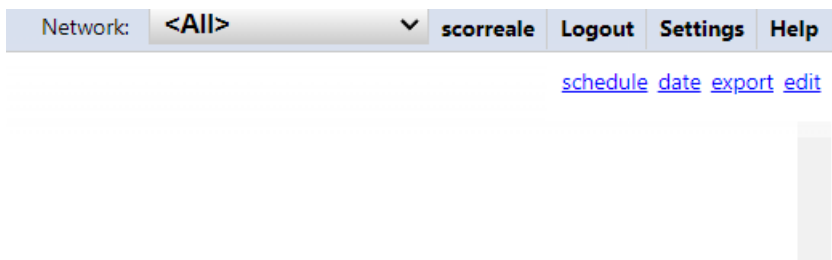 Network: <All> scorreale Logout Settings Help
schedule date export edit